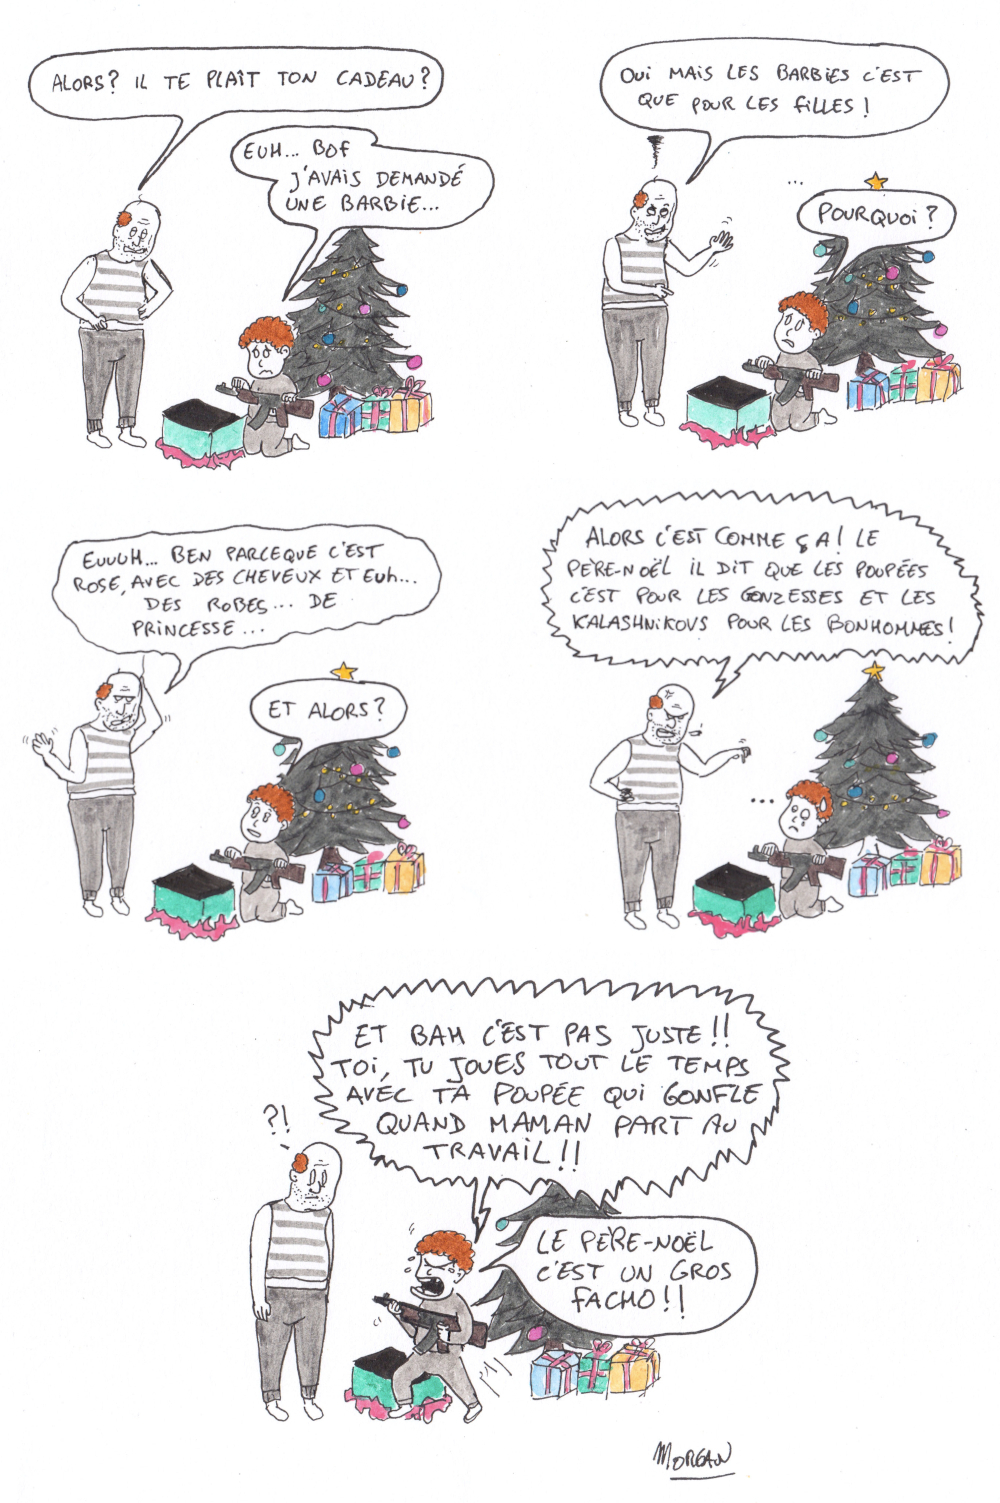 ALORS? IL TE PLAÎT TON CADEAU?
EUH... BOF
J'AVAIS DEMANDÉ
UNE BARBIE...
OUI MAIS LES BARBIES C'EST
QUE POUR LES FILLES!
...
POURQUOI?
EUUUH... BEN PARCEQUE C'EST
ROSE, AVEC DES CHEVEUX ET EUH...
DES ROBES... DE
PRINCESSE...
ET ALORS?
ALORS C'EST COMME ÇA! LE
PÈRE-NOËL IL DIT QUE LES POUPÉES
C'EST POUR LES GONZESSES ET LES
KALASHNIKOVS POUR LES BONHOMMES!
...
ET BAH C'EST PAS JUSTE!!
TOI, TU JOUES TOUT LE TEMPS
AVEC TA POUPÉE QUI GONFLE
QUAND MAMAN PART AU
TRAVAIL!!
?!
LE PÈRE-NOËL
C'EST UN GROS
FACHO!!
MORGAN